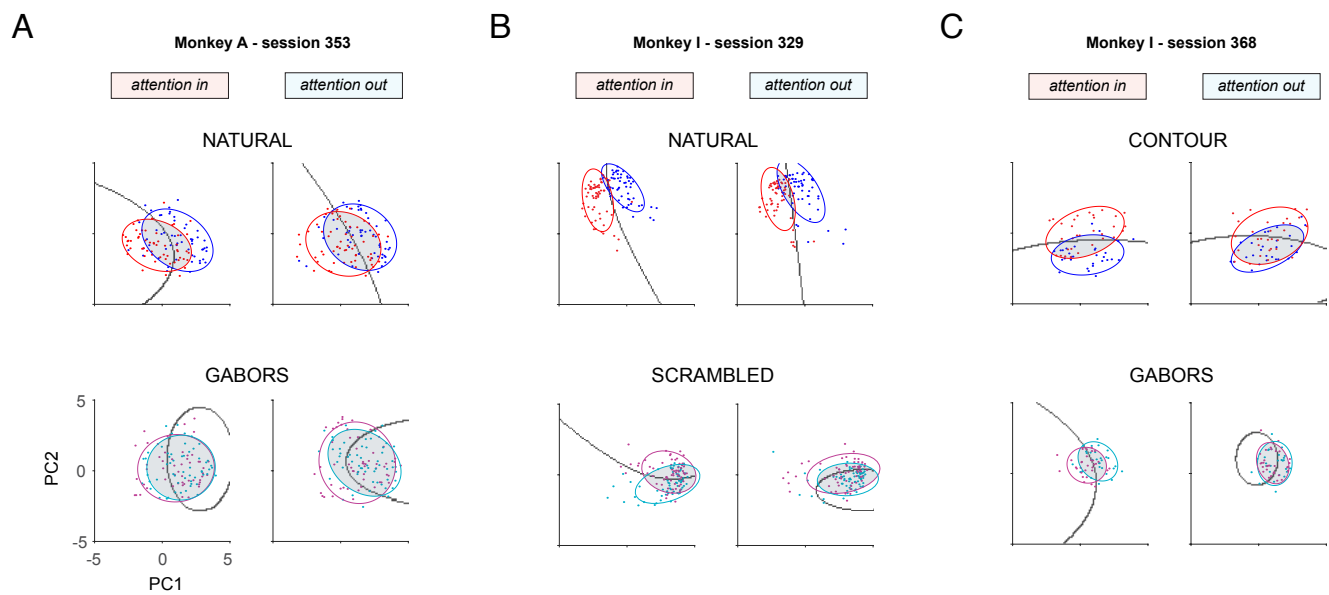 A
Monkey A - session 353
attention in
attention out
NATURAL
GABORS
5
0
-5
PC2
-5
0
5
PC1
B
Monkey I - session 329
attention in
attention out
NATURAL
SCRAMBLED
C
Monkey I - session 368
attention in
attention out
CONTOUR
GABORS